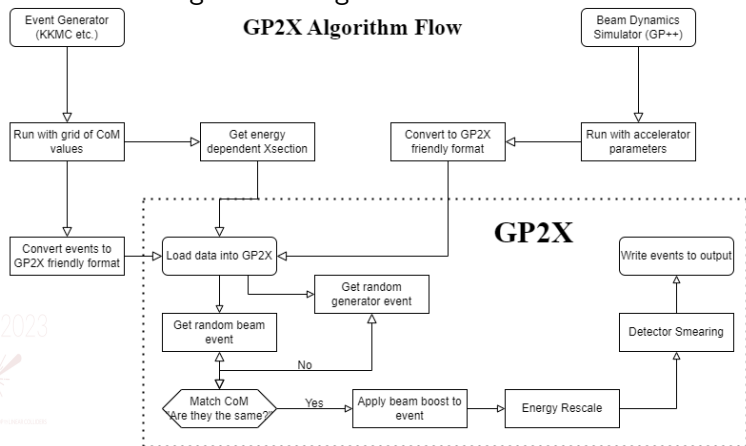 Event Generator
(KKMC etc.)
GP2X Algorithm Flow
Beam Dynamics
Simulator (GP++)
Run with grid of CoM
values
Get energy
dependent Xsection
Convert to GP2X
friendly format
Run with accelerator
parameters
GP2X
Convert events to
GP2X friendly format
Load data into GP2X
Write events to output
Get random
generator event
Get random beam
event
Detector Smearing
2023
No
Match CoM
"Are they the same?"
Yes
Apply beam boost to
event
Energy Rescale